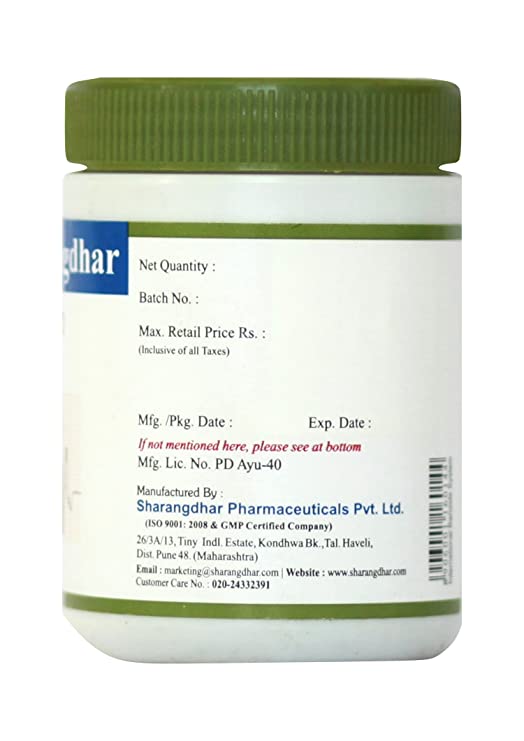 gdhar
Net Quantity :
Batch No. :
Max. Retail Price Rs. :
(Inclusive of all Taxes)
Mfg. /Pkg. Date : Exp. Date :
If not mentioned here, please see at bottom
Mfg. Lic. No. PD Ayu-40
Manufactured By :
Sharangdhar Pharmaceuticals Pvt. Ltd.
(ISO 9001: 2008 & GMP Certified Company)
26/3A/13, Tiny Indl. Estate, Kondhwa Bk., Tal. Haveli,
Dist. Pune 48. (Maharashtra)
Email : marketing@sharangdhar.com | Website : www.sharangdhar.com
Customer Care No. : 020-24332391